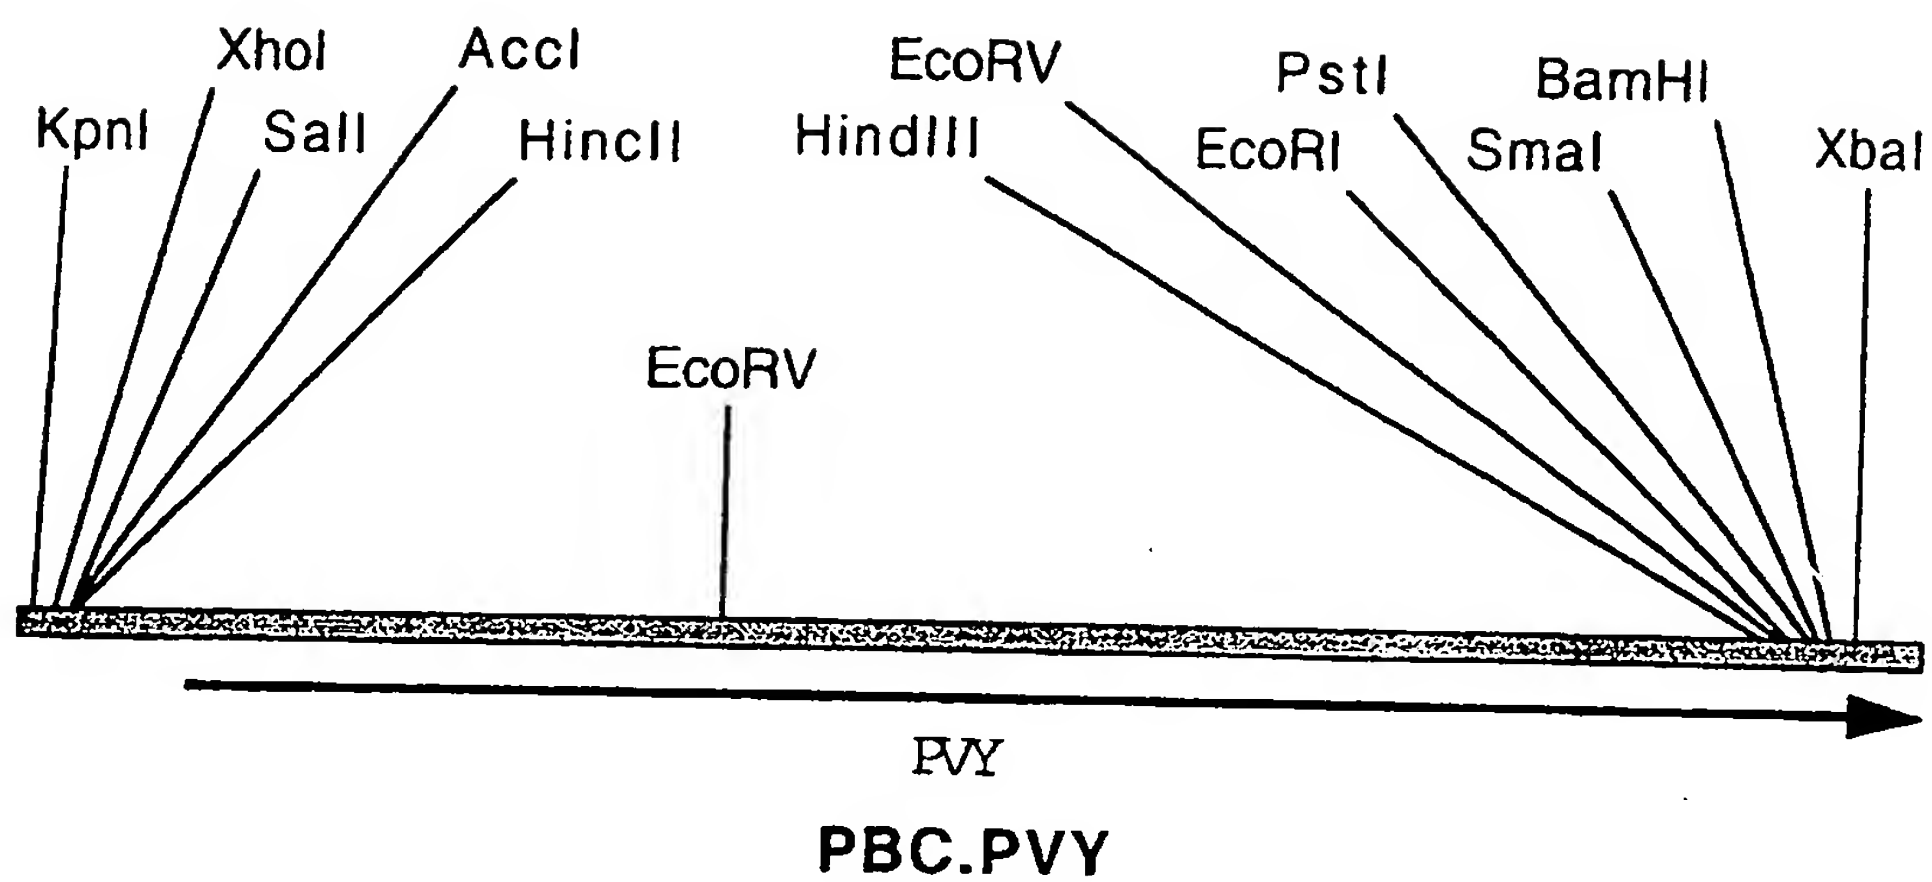 XhoI AccI EcoRV PstI BamHI
KpnI SalI HincII HindIII EcoRI SmaI XbaI
EcoRV
PVY
PBC.PVY